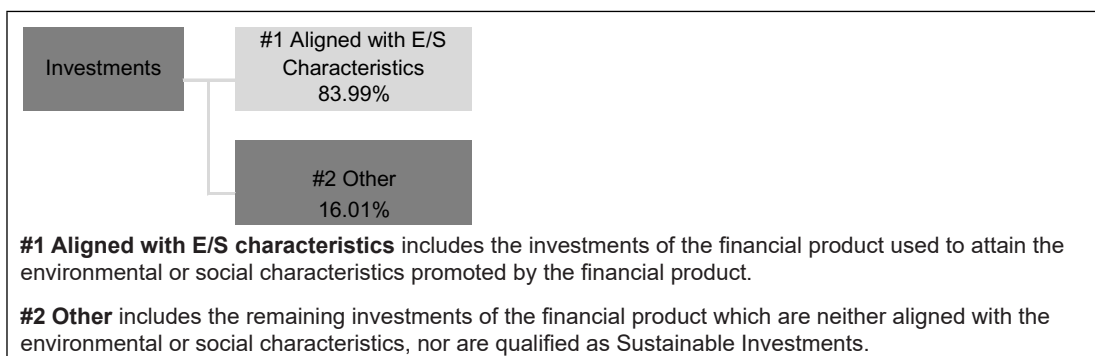 Investments
#1 Aligned with E/S
Characteristics
83.99%
#2 Other
16.01%
#1 Aligned with E/S characteristics includes the investments of the financial product used to attain the
environmental or social characteristics promoted by the financial product.
#2 Other includes the remaining investments of the financial product which are neither aligned with the
environmental or social characteristics, nor are qualified as Sustainable Investments.